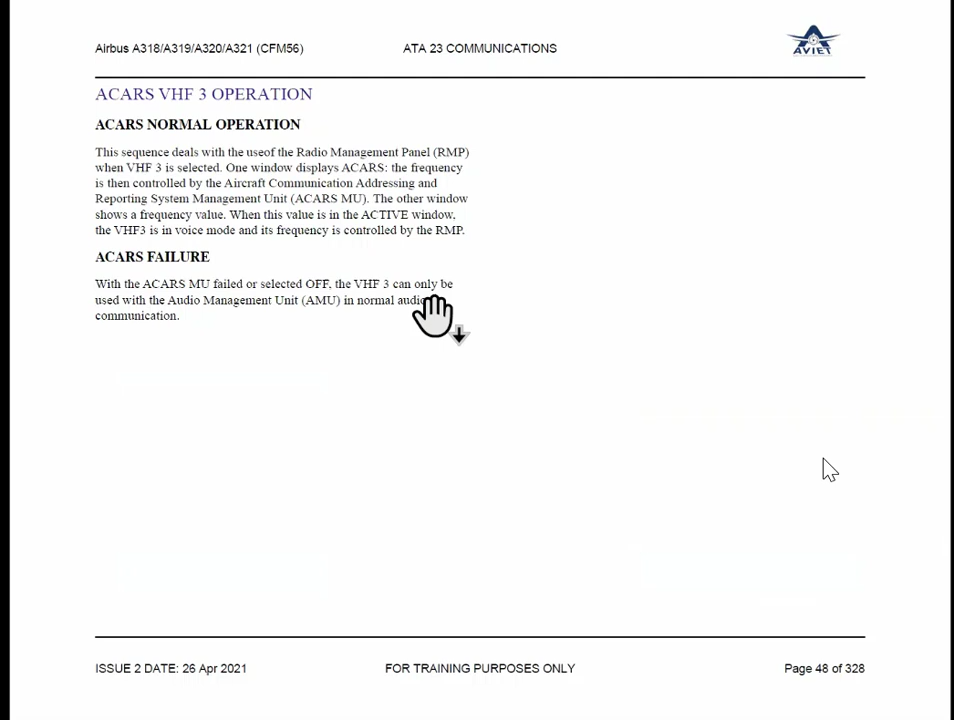 Airbus A318/A319/A320/A321 (CFM56) ATA 23 COMMUNICATIONS
AVIET
ACARS VHF 3 OPERATION
ACARS NORMAL OPERATION
This sequence deals with the useof the Radio Management Panel (RMP)
when VHF 3 is selected. One window displays ACARS: the frequency
is then controlled by the Aircraft Communication Addressing and
Reporting System Management Unit (ACARS MU). The other window
shows a frequency value. When this value is in the ACTIVE window,
the VHF3 is in voice mode and its frequency is controlled by the RMP.
ACARS FAILURE
With the ACARS MU failed or selected OFF, the VHF 3 can only be
used with the Audio Management Unit (AMU) in normal audio
communication.
ISSUE 2 DATE: 26 Apr 2021 FOR TRAINING PURPOSES ONLY Page 48 of 328